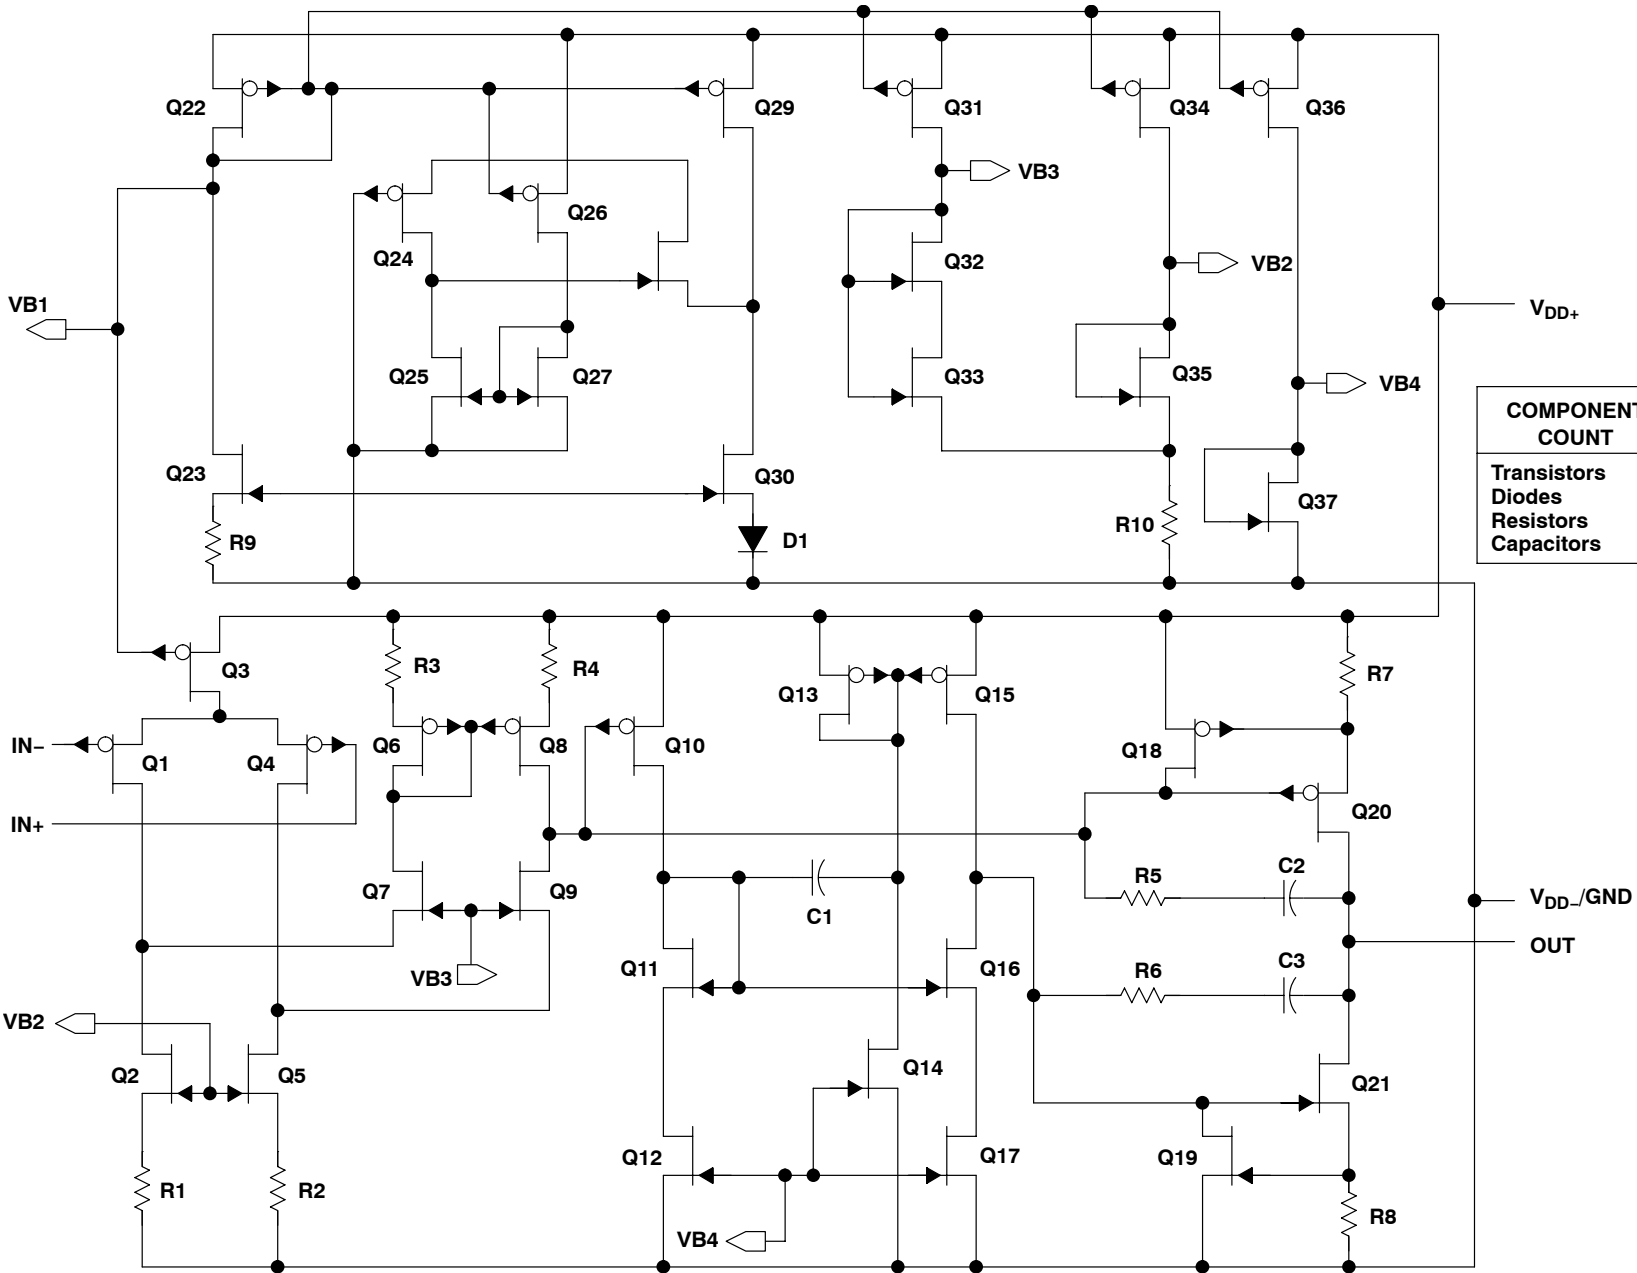 Q22
Q29
Q31
Q34
Q36
VB3
Q26
Q24
Q32
VB2
VB1
V_DD+
Q25
Q27
Q33
Q35
VB4
COMPONENT
COUNT
Q23
Q30
Transistors
Diodes
Resistors
Capacitors
Q37
R9
D1
R10
Q3
R3
R4
R7
Q13
Q15
IN−
Q1
Q4
Q6
Q8
Q10
Q18
IN+
Q20
Q7
Q9
C1
R5
C2
V_DD−/GND
OUT
VB3
Q11
Q16
R6
C3
VB2
Q2
Q5
Q14
Q21
Q12
Q17
Q19
R1
R2
R8
VB4